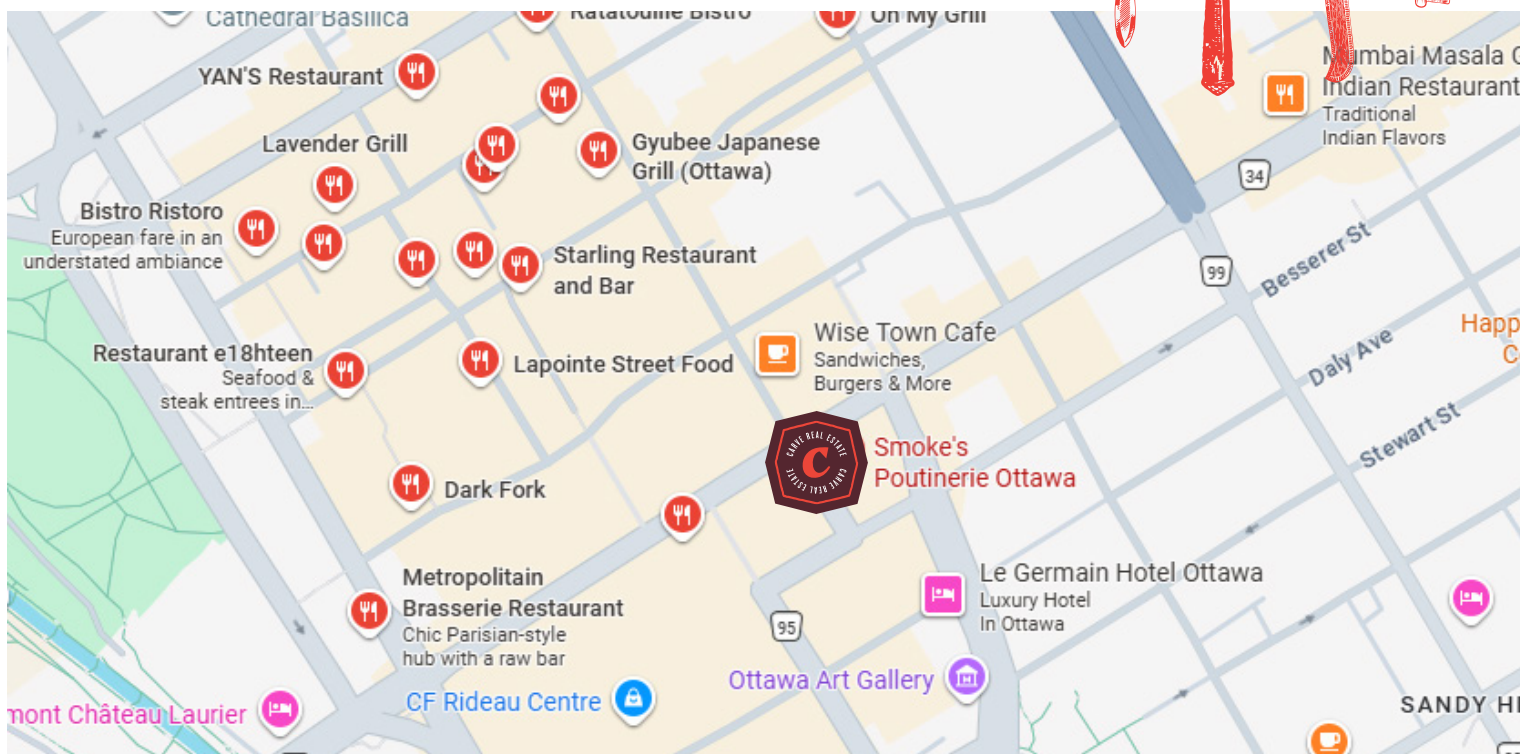 Cathedral Basilica
Ratatouille Bistro
Oh My Grill
YAN'S Restaurant
Mumbai Masala
Indian Restaurant
Traditional
Indian Flavors
Lavender Grill
Gyubee Japanese
Grill (Ottawa)
34
Bistro Ristoro
European fare in an
understated ambiance
Starling Restaurant
and Bar
99
Besserer St
Wise Town Cafe
Sandwiches,
Burgers & More
Happ
C
Daly Ave
Restaurant e18hteen
Seafood &
steak entrees in...
Lapointe Street Food
CARVE REAL ESTATE CARVE REAL ESTATE
C
Smoke's
Poutinerie Ottawa
Stewart St
Dark Fork
Metropolitain
Brasserie Restaurant
Chic Parisian-style
hub with a raw bar
Le Germain Hotel Ottawa
Luxury Hotel
In Ottawa
95
Ottawa Art Gallery
CF Rideau Centre
mont Château Laurier
SANDY H